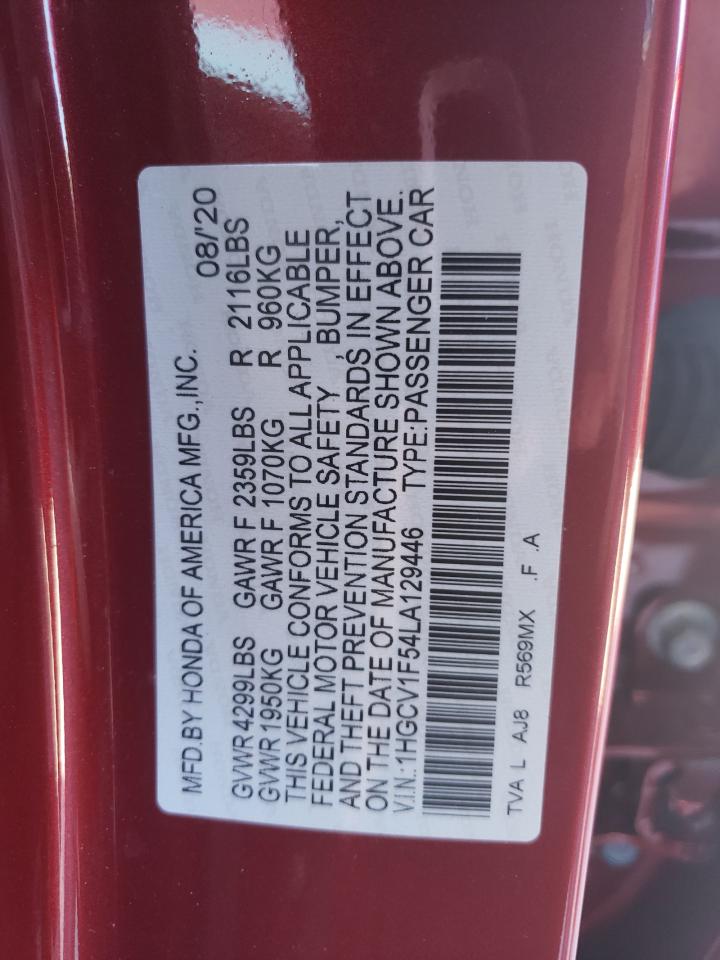 MFD.BY HONDA OF AMERICA MFG.,INC. 08/'20
GVWR 4299LBS GAWR F 2359LBS R 2116LBS
GVWR 1950KG GAWR F 1070KG R 960KG
THIS VEHICLE CONFORMS TO ALL APPLICABLE
FEDERAL MOTOR VEHICLE SAFETY , BUMPER,
AND THEFT PREVENTION STANDARDS IN EFFECT
ON THE DATE OF MANUFACTURE SHOWN ABOVE.
V.I.N.:1HGCV1F54LA129446 TYPE:PASSENGER CAR
TVA L AJ8 R569MX .F .A